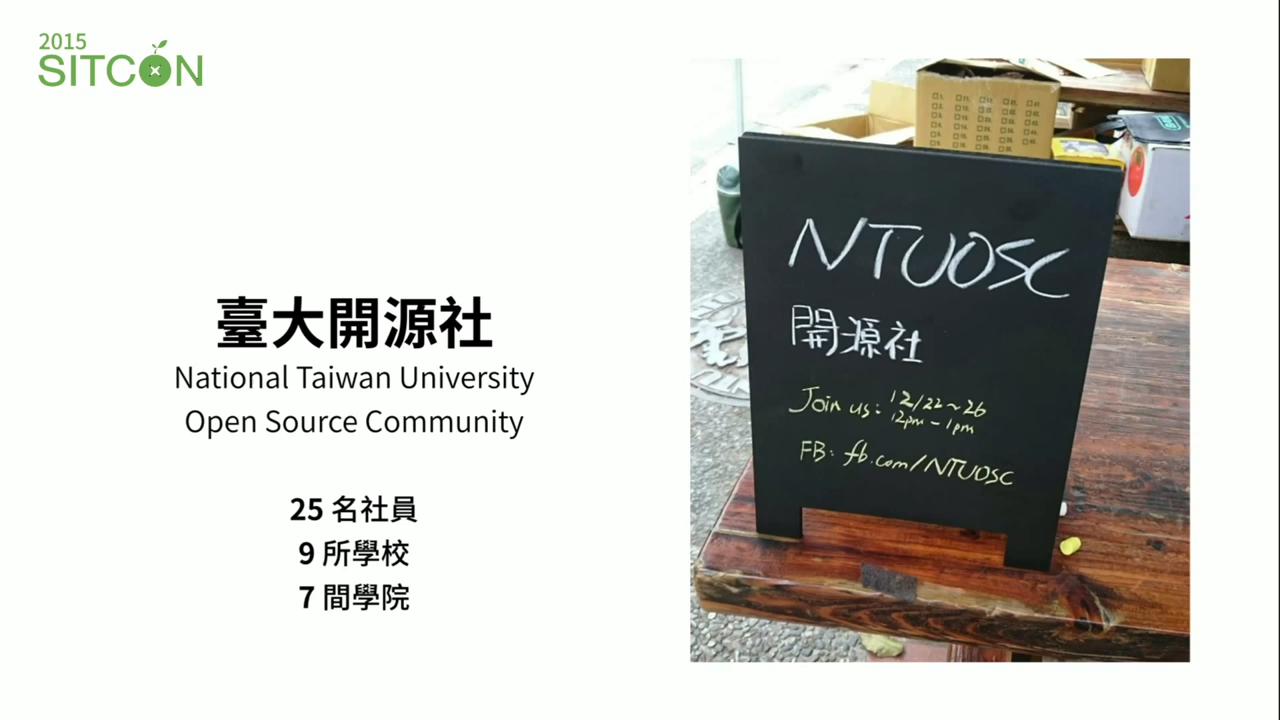 2015
SITCON
臺大開源社
National Taiwan University
Open Source Community
25 名社員
9 所學校
7 間學院
NTUOSC
開源社
Join us: 12/22~26
12pm-1pm
FB: fb.com/NTUOSC